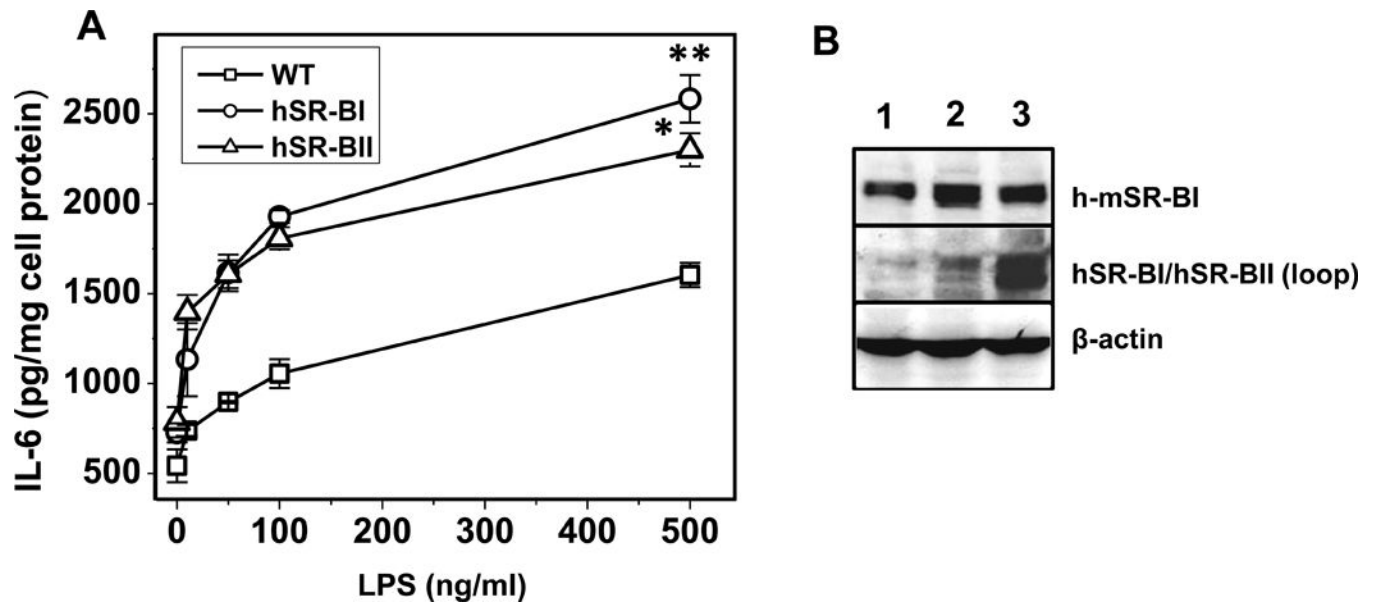 A
IL-6 (pg/mg cell protein)
2500
2000
1500
1000
500
WT
hSR-BI
hSR-BII
**
*
0 100 200 300 400 500
LPS (ng/ml)
B
1 2 3
h-mSR-BI
hSR-BI/hSR-BII (loop)
β-actin